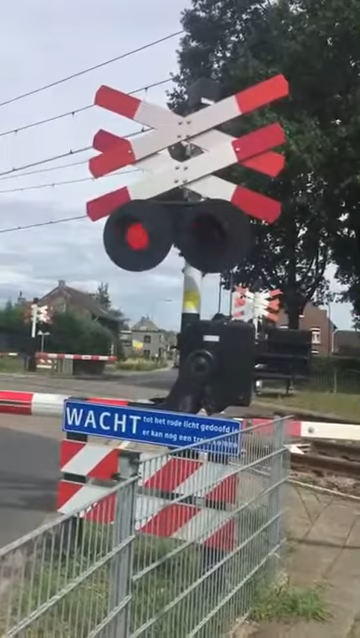 WACHT tot het rode licht gedoofd is
er kan nog een trein